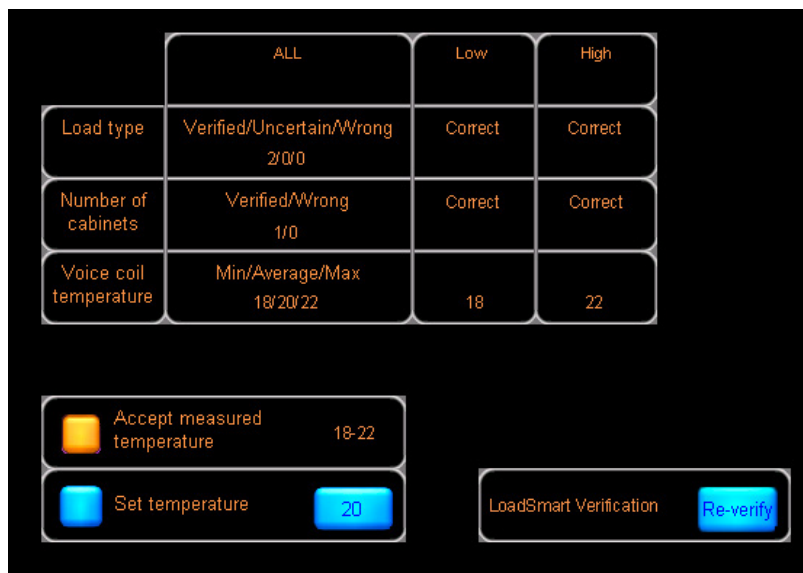 ALL Low High
Load type Verified/Uncertain/Wrong Correct Correct
2/0/0
Number of Verified/Wrong Correct Correct
cabinets 1/0
Voice coil Min/Average/Max
temperature 18/20/22 18 22
Accept measured
temperature 18-22
Set temperature 20
LoadSmart Verification Re-verify